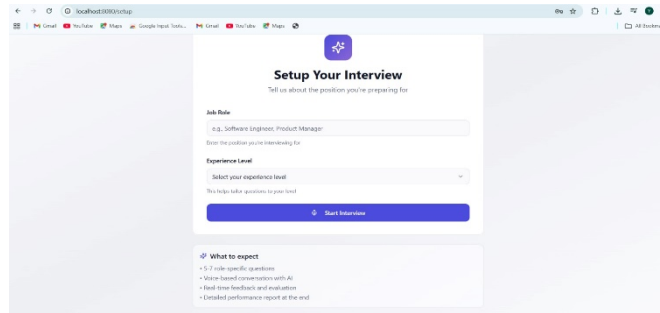 localhost:8080/setup
Gmail YouTube Maps Google Input Tools... Gmail YouTube Maps
All Bookma
Setup Your Interview
Tell us about the position you're preparing for
Job Role
e.g., Software Engineer, Product Manager
Enter the position you're interviewing for
Experience Level
Select your experience level
This helps tailor questions to your level
Start Interview
What to expect
• 5-7 role-specific questions
• Voice-based conversation with AI
• Real-time feedback and evaluation
• Detailed performance report at the end